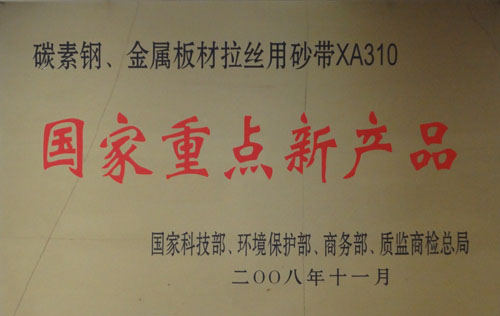 碳素钢、金属板材拉丝用砂带XA310
国家重点新产品
国家科技部、环境保护部、商务部、质监商检总局
二OO八年十一月